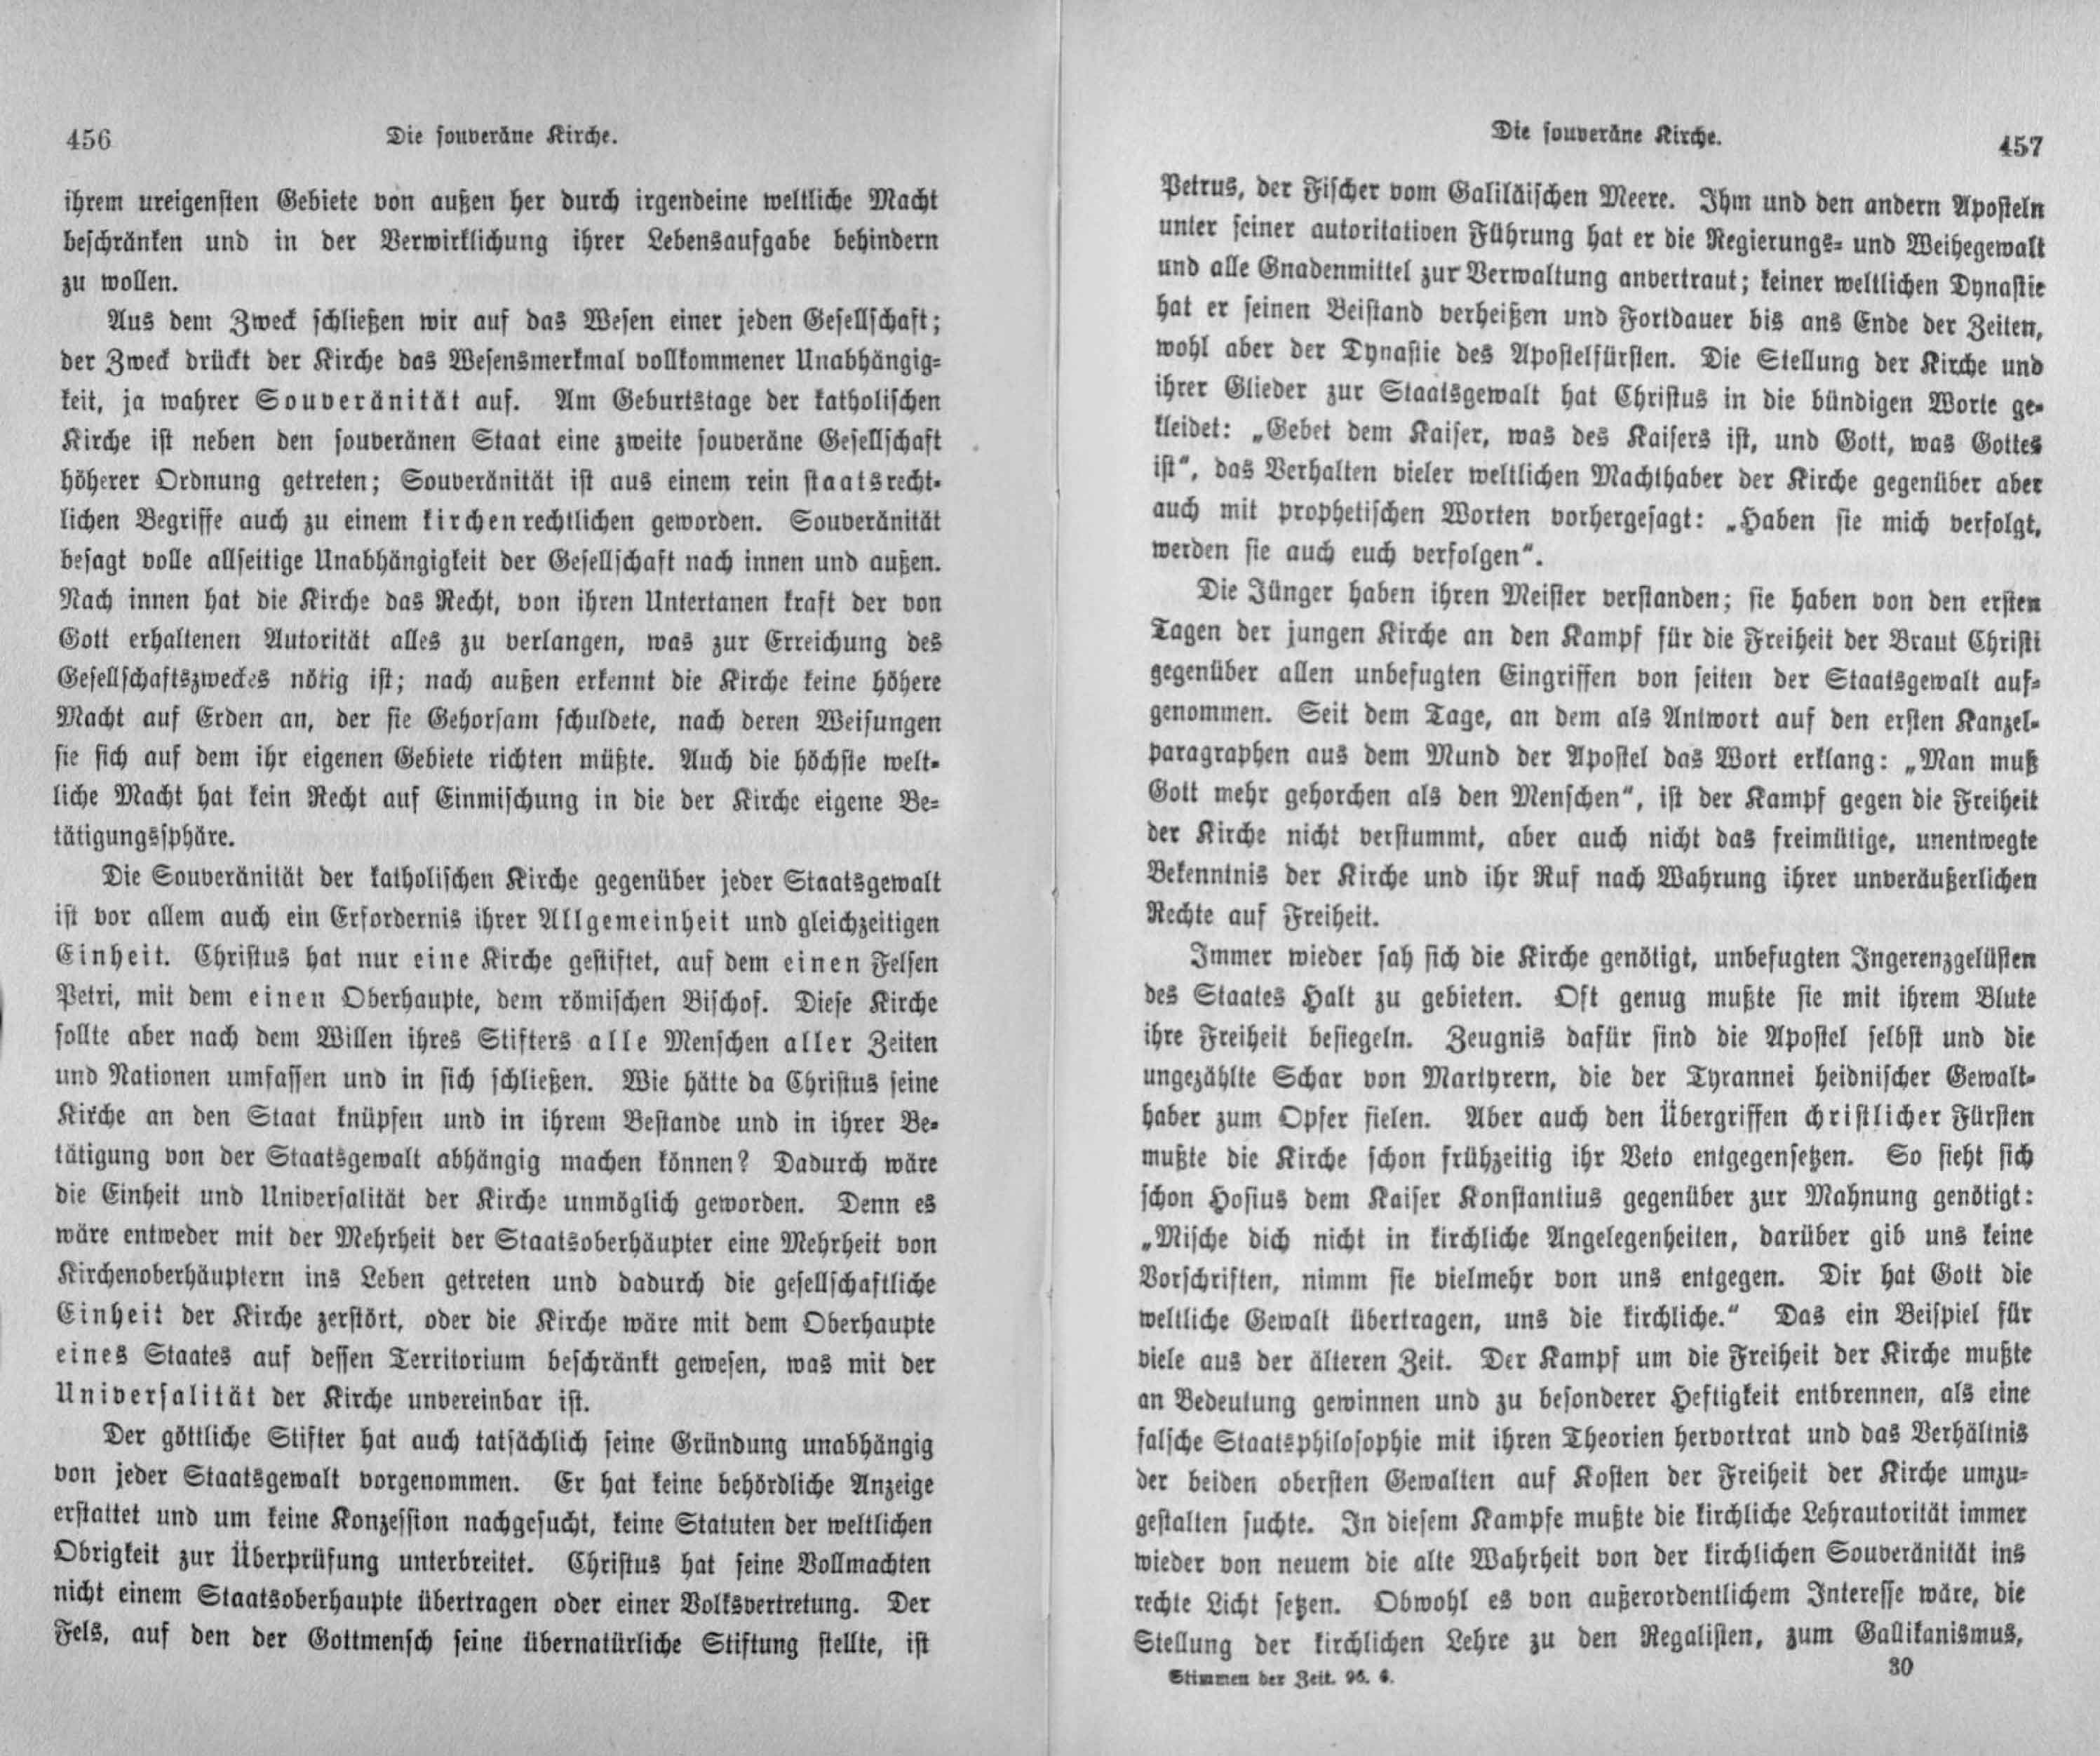 456
Die souveräne Kirche.
ihrem ureigensten Gebiete von außen her durch irgendeine weltliche Macht
beschränken und in der Verwirklichung ihrer Lebensaufgabe behindern
zu wollen.
Aus dem Zweck schließen wir auf das Wesen einer jeden Gesellschaft;
der Zweck drückt der Kirche das Wesensmerkmal vollkommener Unabhängig-
keit, ja wahrer Souveränität auf. Am Geburtstage der katholischen
Kirche ist neben den souveränen Staat eine zweite souveräne Gesellschaft
höherer Ordnung getreten; Souveränität ist aus einem rein staatsrecht-
lichen Begriffe auch zu einem kirchenrechtlichen geworden. Souveränität
besagt volle allseitige Unabhängigkeit der Gesellschaft nach innen und außen.
Nach innen hat die Kirche das Recht, von ihren Untertanen kraft der von
Gott erhaltenen Autorität alles zu verlangen, was zur Erreichung des
Gesellschaftszweckes nötig ist; nach außen erkennt die Kirche keine höhere
Macht auf Erden an, der sie Gehorsam schuldete, nach deren Weisungen
sie sich auf dem ihr eigenen Gebiete richten müßte. Auch die höchste welt-
liche Macht hat kein Recht auf Einmischung in die der Kirche eigene Be-
tätigungssphäre.
Die Souveränität der katholischen Kirche gegenüber jeder Staatsgewalt
ist vor allem auch ein Erfordernis ihrer Allgemeinheit und gleichzeitigen
Einheit. Christus hat nur eine Kirche gestiftet, auf dem einen Felsen
Petri, mit dem einen Oberhaupte, dem römischen Bischof. Diese Kirche
sollte aber nach dem Willen ihres Stifters alle Menschen aller Zeiten
und Nationen umfassen und in sich schließen. Wie hätte da Christus seine
Kirche an den Staat knüpfen und in ihrem Bestande und in ihrer Be-
tätigung von der Staatsgewalt abhängig machen können? Dadurch wäre
die Einheit und Universalität der Kirche unmöglich geworden. Denn es
wäre entweder mit der Mehrheit der Staatsoberhäupter eine Mehrheit von
Kirchenoberhäuptern ins Leben getreten und dadurch die gesellschaftliche
Einheit der Kirche zerstört, oder die Kirche wäre mit dem Oberhaupte
eines Staates auf dessen Territorium beschränkt gewesen, was mit der
Universalität der Kirche unvereinbar ist.
Der göttliche Stifter hat auch tatsächlich seine Gründung unabhängig
von jeder Staatsgewalt vorgenommen. Er hat keine behördliche Anzeige
erstattet und um keine Konzession nachgesucht, keine Statuten der weltlichen
Obrigkeit zur Überprüfung unterbreitet. Christus hat seine Vollmachten
nicht einem Staatsoberhaupte übertragen oder einer Volksvertretung. Der
Fels, auf den der Gottmensch seine übernatürliche Stiftung stellte, ist
Die souveräne Kirche.
457
Petrus, der Fischer vom Galiläischen Meere. Ihm und den andern Aposteln
unter seiner autoritativen Führung hat er die Regierungs- und Weihegewalt
und alle Gnadenmittel zur Verwaltung anvertraut; keiner weltlichen Dynastie
hat er seinen Beistand verheißen und Fortdauer bis ans Ende der Zeiten,
wohl aber der Dynastie des Apostelfürsten. Die Stellung der Kirche und
ihrer Glieder zur Staatsgewalt hat Christus in die bündigen Worte ge-
kleidet: „Gebet dem Kaiser, was des Kaisers ist, und Gott, was Gottes
ist“, das Verhalten vieler weltlichen Machthaber der Kirche gegenüber aber
auch mit prophetischen Worten vorhergesagt: „Haben sie mich verfolgt,
werden sie auch euch verfolgen“.
Die Jünger haben ihren Meister verstanden; sie haben von den ersten
Tagen der jungen Kirche an den Kampf für die Freiheit der Braut Christi
gegenüber allen unbefugten Eingriffen von seiten der Staatsgewalt auf-
genommen. Seit dem Tage, an dem als Antwort auf den ersten Kanzel-
paragraphen aus dem Mund der Apostel das Wort erklang: „Man muß
Gott mehr gehorchen als den Menschen“, ist der Kampf gegen die Freiheit
der Kirche nicht verstummt, aber auch nicht das freimütige, unentwegte
Bekenntnis der Kirche und ihr Ruf nach Wahrung ihrer unveräußerlichen
Rechte auf Freiheit.
Immer wieder sah sich die Kirche genötigt, unbefugten Ingerenzgelüsten
des Staates Halt zu gebieten. Oft genug mußte sie mit ihrem Blute
ihre Freiheit besiegeln. Zeugnis dafür sind die Apostel selbst und die
ungezählte Schar von Martyrern, die der Tyrannei heidnischer Gewalt-
haber zum Opfer fielen. Aber auch den Übergriffen christlicher Fürsten
mußte die Kirche schon frühzeitig ihr Veto entgegensetzen. So sieht sich
schon Hosius dem Kaiser Konstantius gegenüber zur Mahnung genötigt:
„Mische dich nicht in kirchliche Angelegenheiten, darüber gib uns keine
Vorschriften, nimm sie vielmehr von uns entgegen. Dir hat Gott die
weltliche Gewalt übertragen, uns die kirchliche.“ Das ein Beispiel für
viele aus der älteren Zeit. Der Kampf um die Freiheit der Kirche mußte
an Bedeutung gewinnen und zu besonderer Heftigkeit entbrennen, als eine
falsche Staatsphilosophie mit ihren Theorien hervortrat und das Verhältnis
der beiden obersten Gewalten auf Kosten der Freiheit der Kirche umzu-
gestalten suchte. In diesem Kampfe mußte die kirchliche Lehrautorität immer
wieder von neuem die alte Wahrheit von der kirchlichen Souveränität ins
rechte Licht setzen. Obwohl es von außerordentlichem Interesse wäre, die
Stellung der kirchlichen Lehre zu den Regalisten, zum Gallikanismus,
Stimmen der Zeit. 95. 6.
30